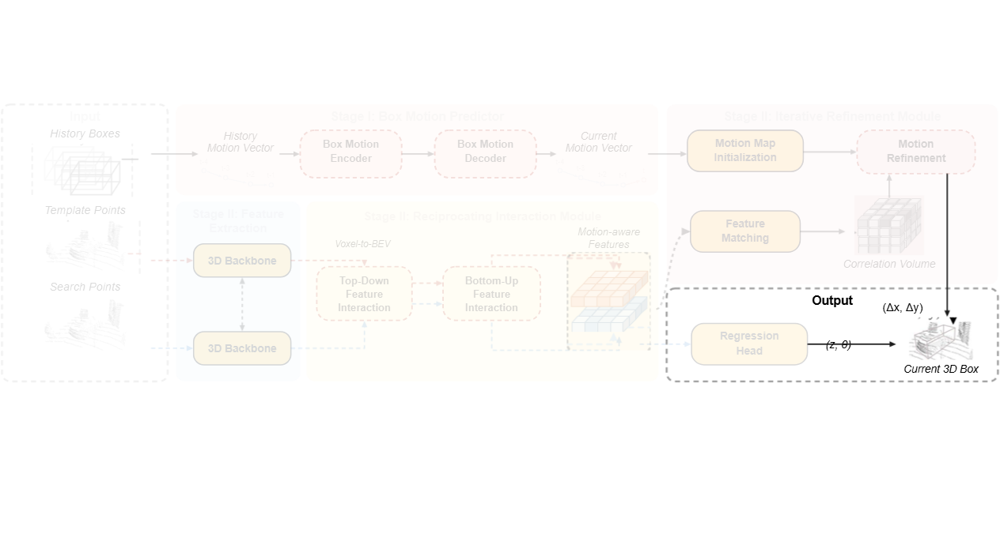 Input
History Boxes
Template Points
Search Points
Stage I: Box Motion Predictor
History
Motion Vector
Box Motion
Encoder
Box Motion
Decoder
Current
Motion Vector
Stage II: Feature
Extraction
3D Backbone
3D Backbone
Stage II: Reciprocating Interaction Module
Voxel-to-BEV
Top-Down
Feature
Interaction
Bottom-Up
Feature
Interaction
Motion-aware
Features
Stage II: Iterative Refinement Module
Motion Map
Initialization
Motion
Refinement
Feature
Matching
Correlation Volume
Output
(Δx, Δy)
Regression
Head
(z, θ)
Current 3D Box